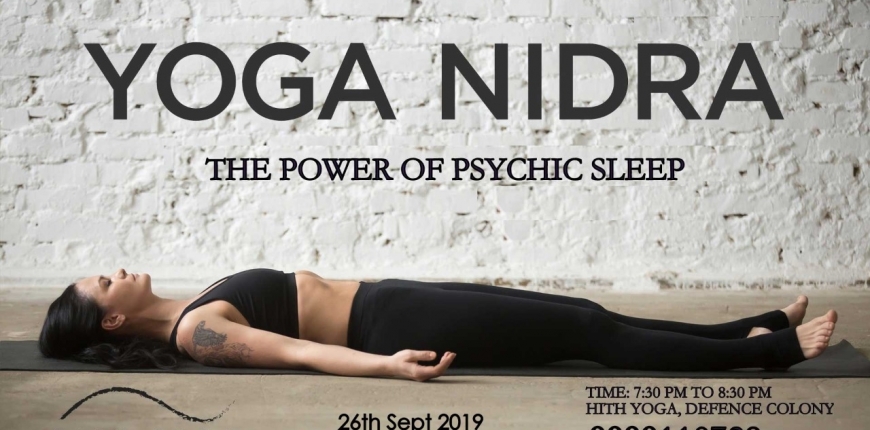 YOGA NIDRA
THE POWER OF PSYCHIC SLEEP
TIME: 7:30 PM TO 8:30 PM
HITH YOGA, DEFENCE COLONY
26th Sept 2019